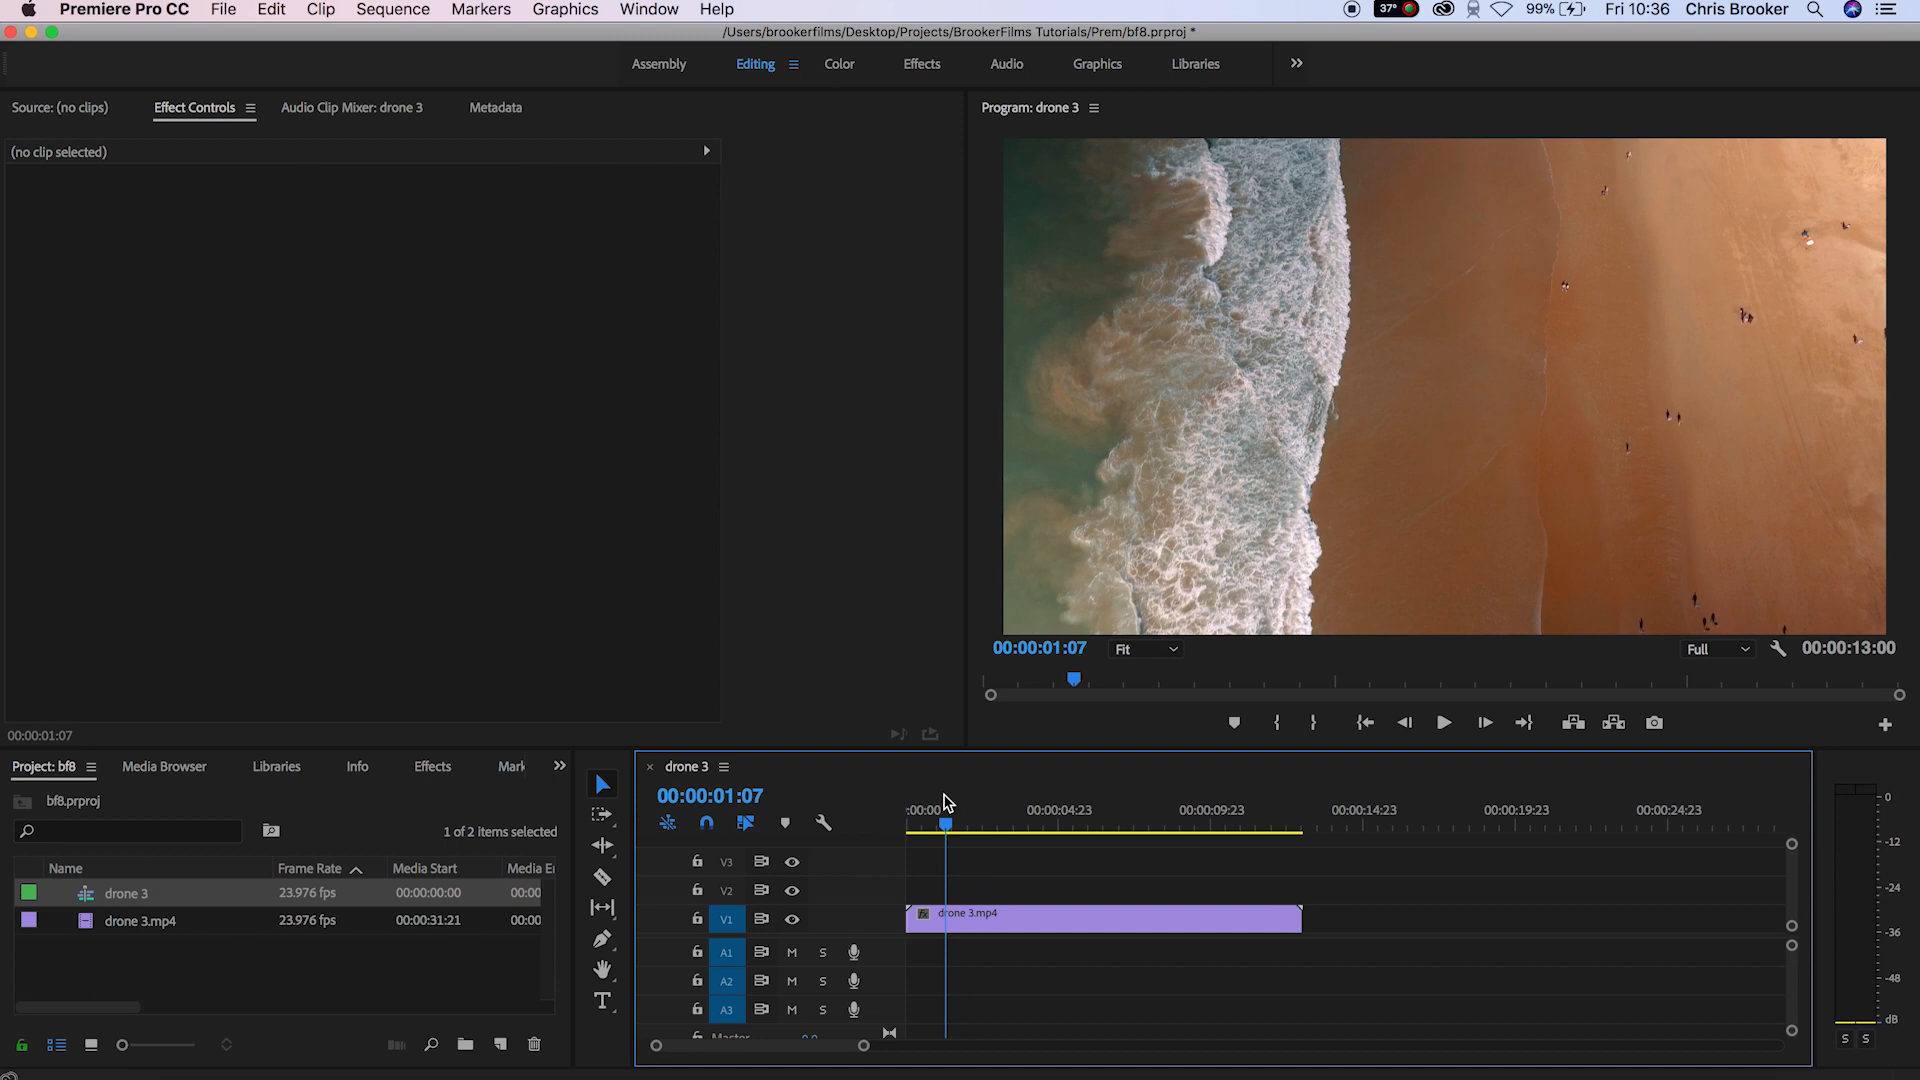 Premiere Pro CC File Edit Clip Sequence Markers Graphics Window Help 37° 99% Fri 10:36 Chris Brooker
/Users/brookerfilms/Desktop/Projects/BrookerFilms Tutorials/Prem/bf8.prproj *
Assembly Editing Color Effects Audio Graphics Libraries
Source: (no clips) Effect Controls Audio Clip Mixer: drone 3 Metadata
Program: drone 3
(no clip selected)
00:00:01:07 Fit Full 00:00:13:00
00:00:01:07
Project: bf8 Media Browser Libraries Info Effects Mark
bf8.prproj
1 of 2 items selected
Name Frame Rate Media Start Media E
drone 3 23.976 fps 00:00:00:00 00:00
drone 3.mp4 23.976 fps 00:00:31:21 00:00
drone 3
00:00:01:07
:00:00 00:00:04:23 00:00:09:23 00:00:14:23 00:00:19:23 00:00:24:23
V3
V2
V1 fx drone 3.mp4
A1 M S
A2 M S
A3 M S
Master 0.0
0
-12
-24
-36
-48
dB
S S